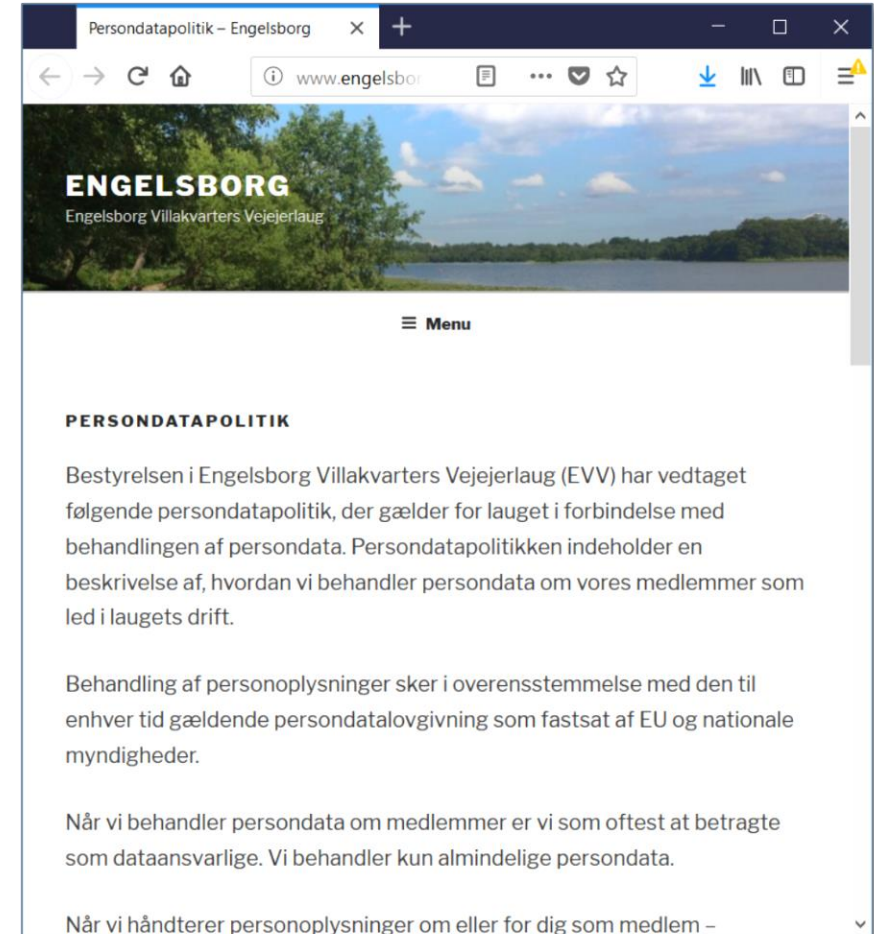 Persondatapolitik – Engelsborg
www.engelsbor
ENGELSBORG
Engelsborg Villakvarters Vejejerlaug
Menu
PERSONDATAPOLITIK
Bestyrelsen i Engelsborg Villakvarters Vejejerlaug (EVV) har vedtaget
følgende persondatapolitik, der gælder for lauget i forbindelse med
behandlingen af persondata. Persondatapolitikken indeholder en
beskrivelse af, hvordan vi behandler persondata om vores medlemmer som
led i laugets drift.
Behandling af personoplysninger sker i overensstemmelse med den til
enhver tid gældende persondatalovgivning som fastsat af EU og nationale
myndigheder.
Når vi behandler persondata om medlemmer er vi som oftest at betragte
som dataansvarlige. Vi behandler kun almindelige persondata.
Når vi håndterer personoplysninger om eller for dig som medlem –